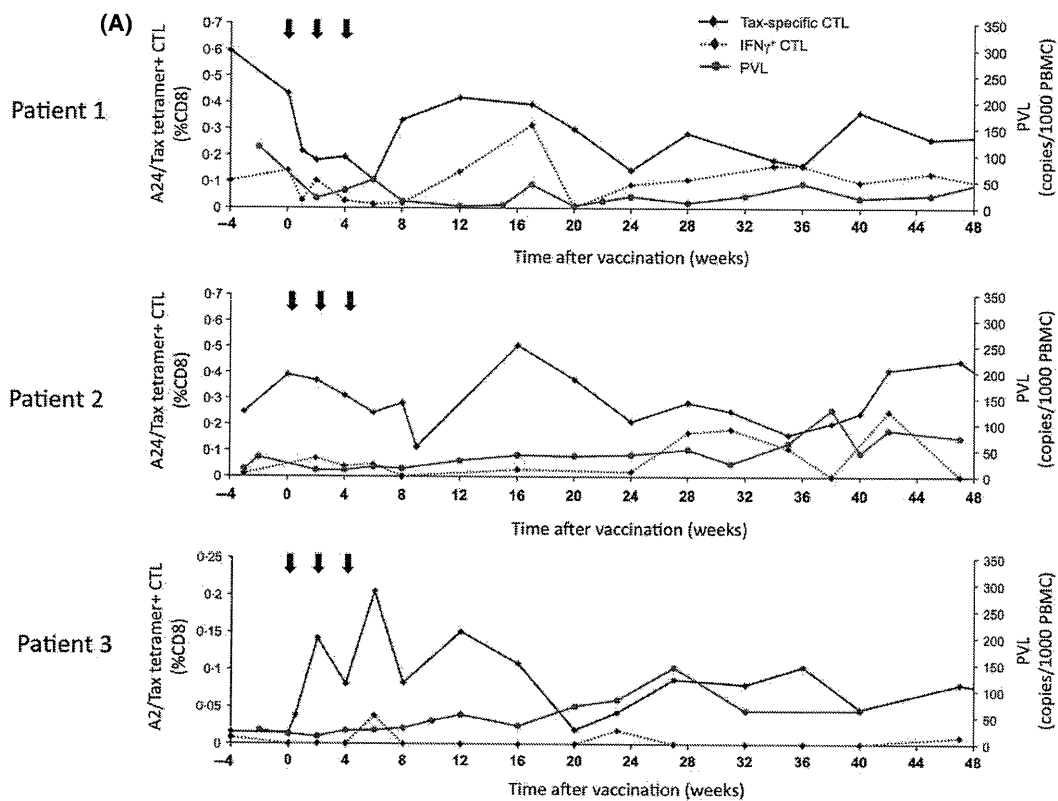 (A)
Tax-specific CTL
IFNγ+ CTL
PVL
Patient 1
A24/Tax tetramer+ CTL
(%CD8)
0·7
0·6
0·5
0·4
0·3
0·2
0·1
0
350
300
250
200
150
100
50
0
PVL
(copies/1000 PBMC)
−4 0 4 8 12 16 20 24 28 32 36 40 44 48
Time after vaccination (weeks)
Patient 2
A24/Tax tetramer+ CTL
(%CD8)
0·7
0·6
0·5
0·4
0·3
0·2
0·1
0
350
300
250
200
150
100
50
0
PVL
(copies/1000 PBMC)
−4 0 4 8 12 16 20 24 28 32 36 40 44 48
Time after vaccination (weeks)
Patient 3
A2/Tax tetramer+ CTL
(%CD8)
0·25
0·2
0·15
0·1
0·05
0
350
300
250
200
150
100
50
0
PVL
(copies/1000 PBMC)
−4 0 4 8 12 16 20 24 28 32 36 40 44 48
Time after vaccination (weeks)